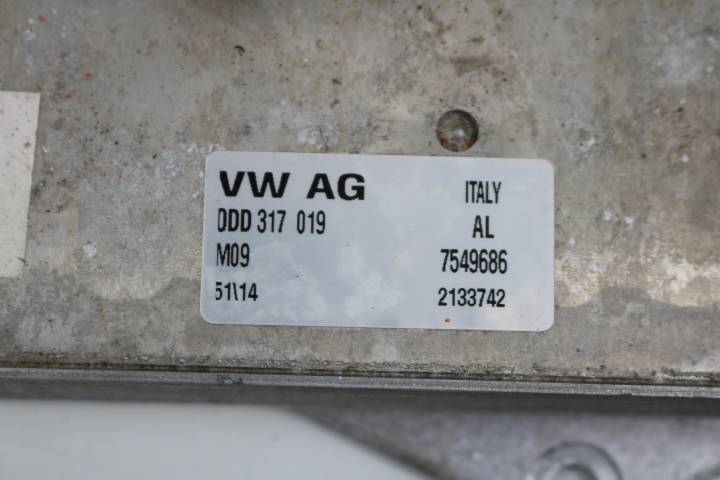 VW AG ITALY
0DD 317 019 AL
M09 7549686
51\14 2133742